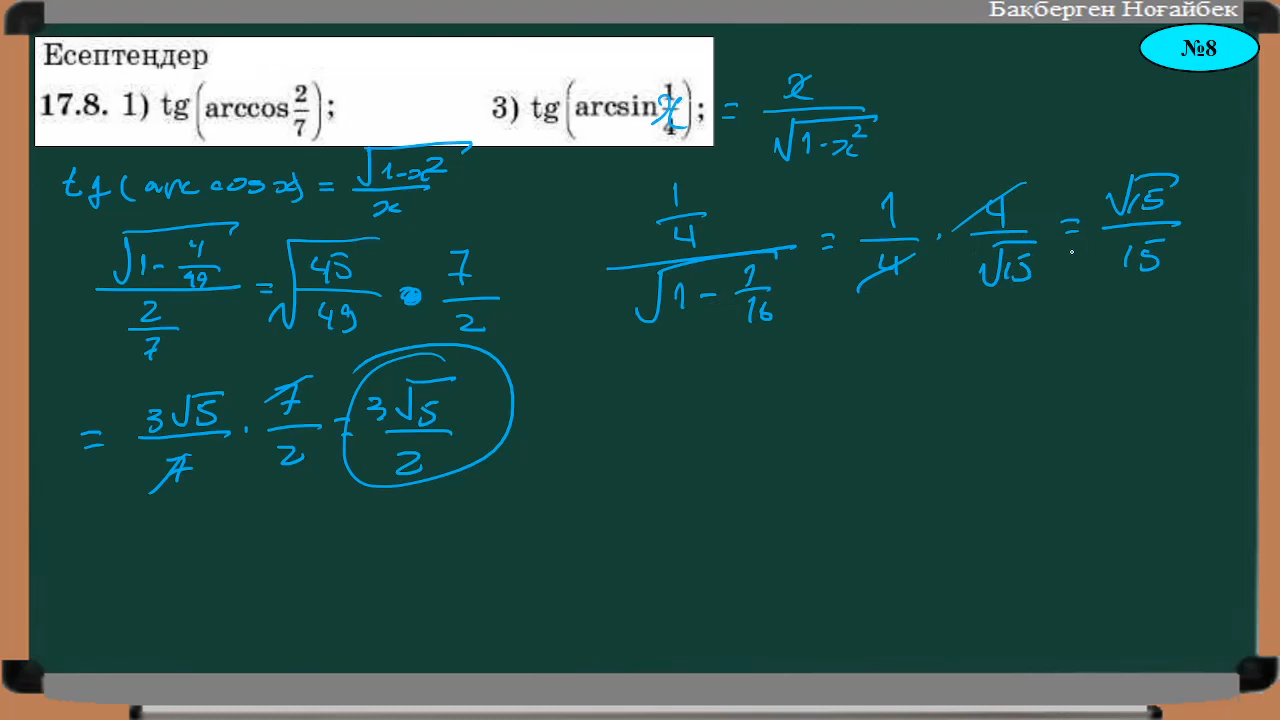 Бақберген Ноғайбек
№8
Есептеңдер
17.8. 1) tg(arccos 2/7); 3) tg(arcsin 1/4); = x/√(1-x²)
tg(arccosx) = √(1-x²)/x
(1/4)/√(1 - 1/16) = 1/4 · 4/√15 = √15/15
√(1 - 4/49)/(2/7) = √(45/49) · 7/2
= 3√5/7 · 7/2 = 3√5/2